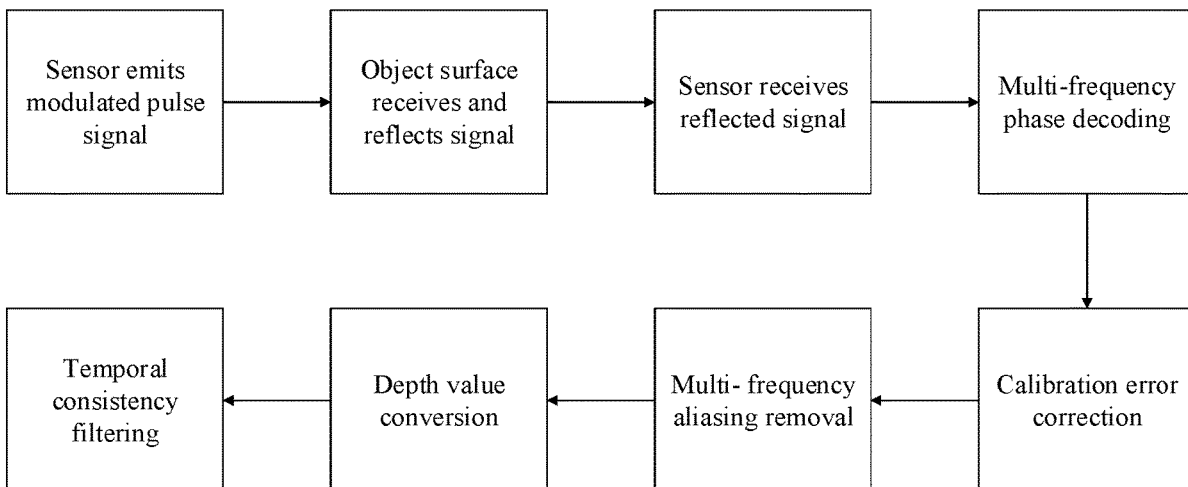 Sensor emits
modulated pulse
signal
Object surface
receives and
reflects signal
Sensor receives
reflected signal
Multi-frequency
phase decoding
Calibration error
correction
Multi- frequency
aliasing removal
Depth value
conversion
Temporal
consistency
filtering